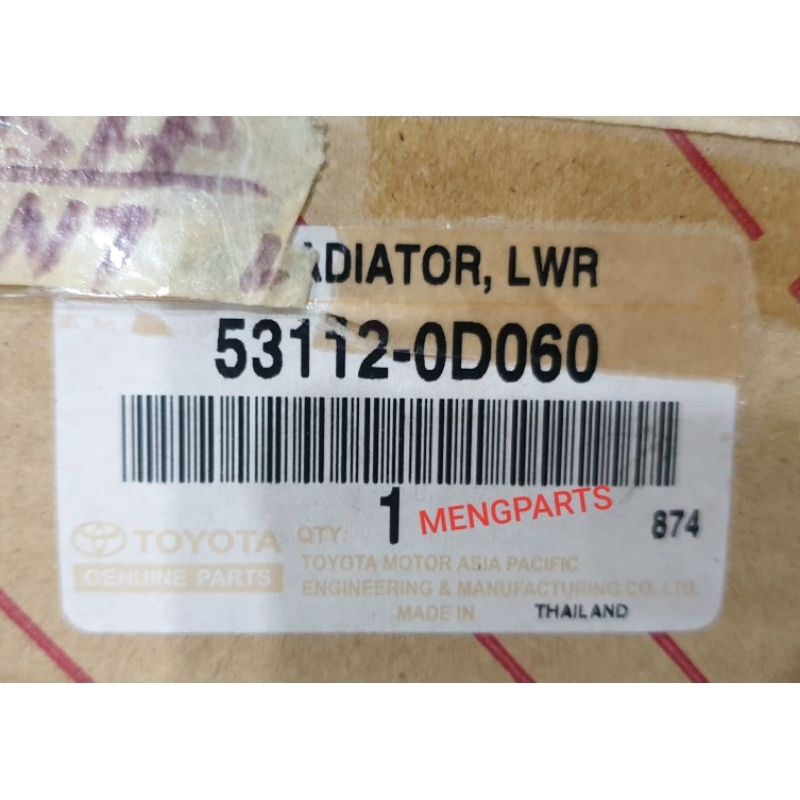 ADIATOR, LWR
53112-0D060
1 MENGPARTS
874
TOYOTA
GENUINE PARTS
QTY:
TOYOTA MOTOR ASIA PACIFIC
ENGINEERING & MANUFACTURING CO., LTD.
MADE IN THAILAND